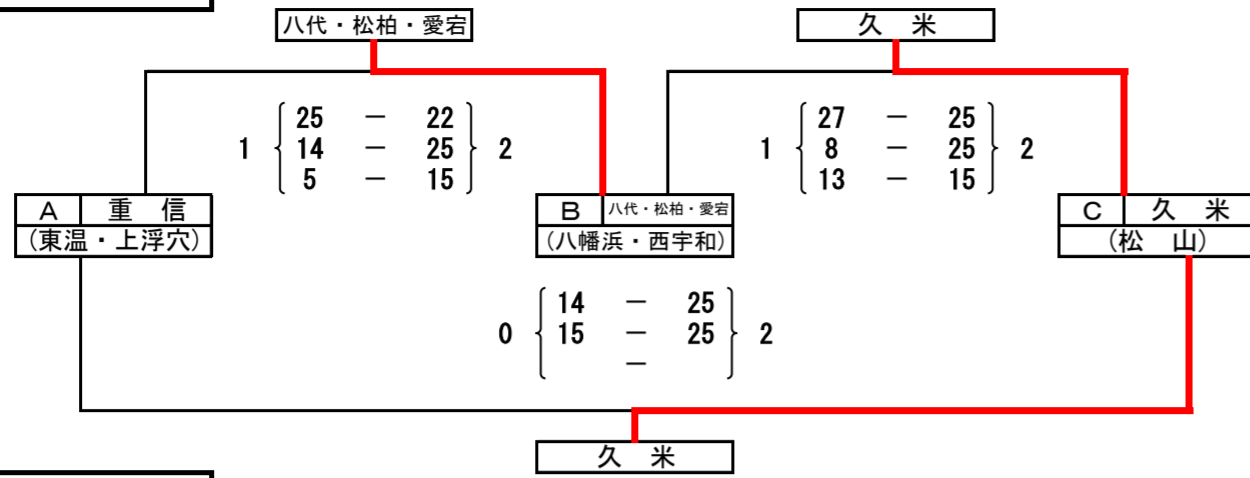 八代・松柏・愛宕
久　米
1 { 25 － 22 } 2
14 － 25
5 － 15
1 { 27 － 25 } 2
8 － 25
13 － 15
A 重　信
(東温・上浮穴)
B 八代・松柏・愛宕
(八幡浜・西宇和)
C 久　米
(松　山)
0 { 14 － 25 } 2
15 － 25
－
久　米